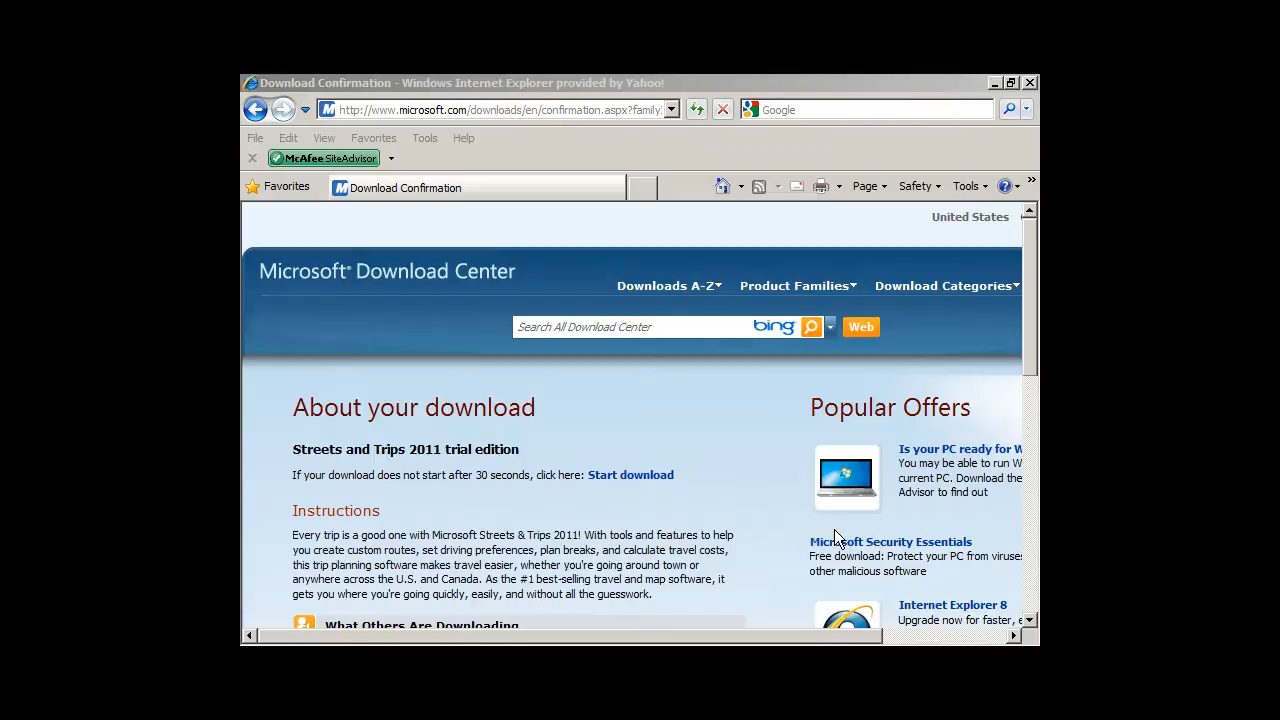 Download Confirmation - Windows Internet Explorer provided by Yahoo!
http://www.microsoft.com/downloads/en/confirmation.aspx?family
Google
File Edit View Favorites Tools Help
McAfee SiteAdvisor
Favorites Download Confirmation Page Safety Tools
United States
Microsoft® Download Center
Downloads A-Z Product Families Download Categories
Search All Download Center bing Web
About your download
Streets and Trips 2011 trial edition
If your download does not start after 30 seconds, click here: Start download
Instructions
Every trip is a good one with Microsoft Streets & Trips 2011! With tools and features to help
you create custom routes, set driving preferences, plan breaks, and calculate travel costs,
this trip planning software makes travel easier, whether you're going around town or
anywhere across the U.S. and Canada. As the #1 best-selling travel and map software, it
gets you where you're going quickly, easily, and without all the guesswork.
What Others Are Downloading
Popular Offers
Is your PC ready for W
You may be able to run W
current PC. Download the
Advisor to find out
Microsoft Security Essentials
Free download: Protect your PC from viruses
other malicious software
Internet Explorer 8
Upgrade now for faster,